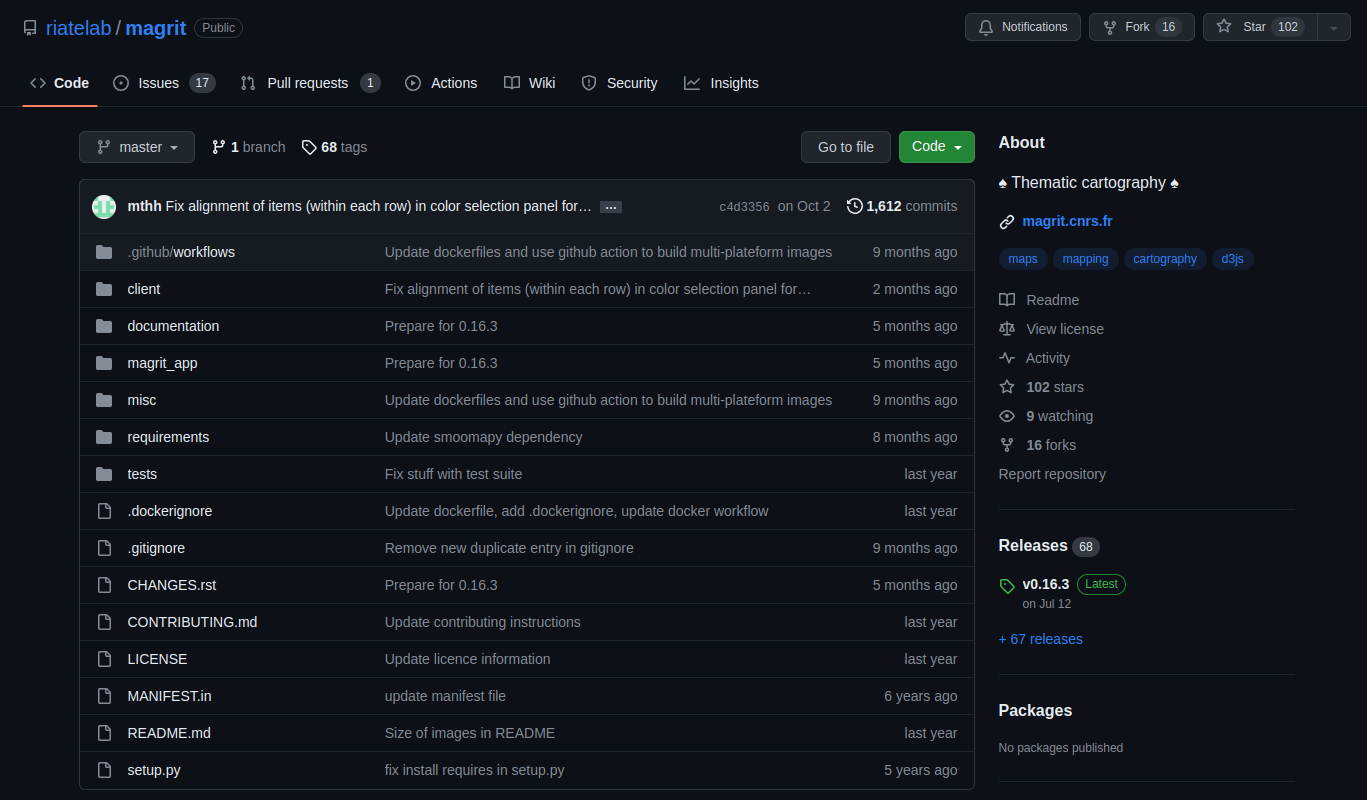 riatelab / magrit Public
Notifications Fork 16 Star 102
Code Issues 17 Pull requests 1 Actions Wiki Security Insights
master 1 branch 68 tags Go to file Code
mthh Fix alignment of items (within each row) in color selection panel for… … c4d3356 on Oct 2 1,612 commits
.github/workflows Update dockerfiles and use github action to build multi-plateform images 9 months ago
client Fix alignment of items (within each row) in color selection panel for… 2 months ago
documentation Prepare for 0.16.3 5 months ago
magrit_app Prepare for 0.16.3 5 months ago
misc Update dockerfiles and use github action to build multi-plateform images 9 months ago
requirements Update smoomapy dependency 8 months ago
tests Fix stuff with test suite last year
.dockerignore Update dockerfile, add .dockerignore, update docker workflow last year
.gitignore Remove new duplicate entry in gitignore 9 months ago
CHANGES.rst Prepare for 0.16.3 5 months ago
CONTRIBUTING.md Update contributing instructions last year
LICENSE Update licence information last year
MANIFEST.in update manifest file 6 years ago
README.md Size of images in README last year
setup.py fix install requires in setup.py 5 years ago
About
♠ Thematic cartography ♠
magrit.cnrs.fr
maps mapping cartography d3js
Readme
View license
Activity
102 stars
9 watching
16 forks
Report repository
Releases 68
v0.16.3 Latest
on Jul 12
+ 67 releases
Packages
No packages published